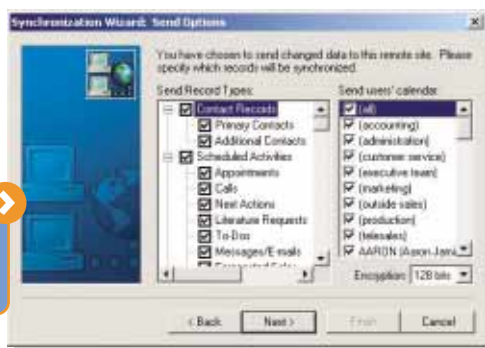 Synchronization Wizard: Send Options
You have chosen to send changed data to this remote site. Please
specify which records will be synchronized.
Send Record Types:
Contact Records
Primary Contacts
Additional Contacts
Scheduled Activities
Appointments
Calls
Next Actions
Literature Requests
To-Dos
Messages/E-mails
Send users' calendar:
(all)
(accounting)
(administration)
(customer service)
(executive team)
(marketing)
(outside sales)
(production)
(telesales)
AARON (Aaron
Encryption: 128 bits
< Back
Next >
Finish
Cancel